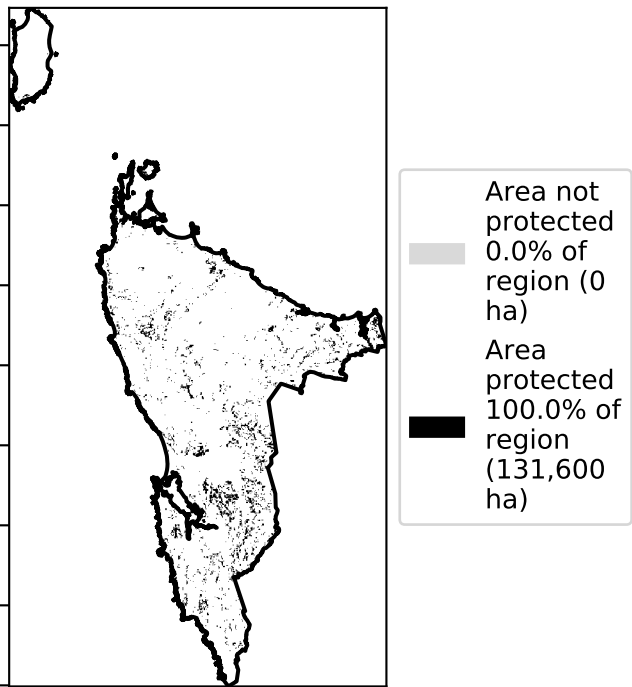 Area not
protected
0.0% of
region (0
ha)
Area
protected
100.0% of
region
(131,600
ha)